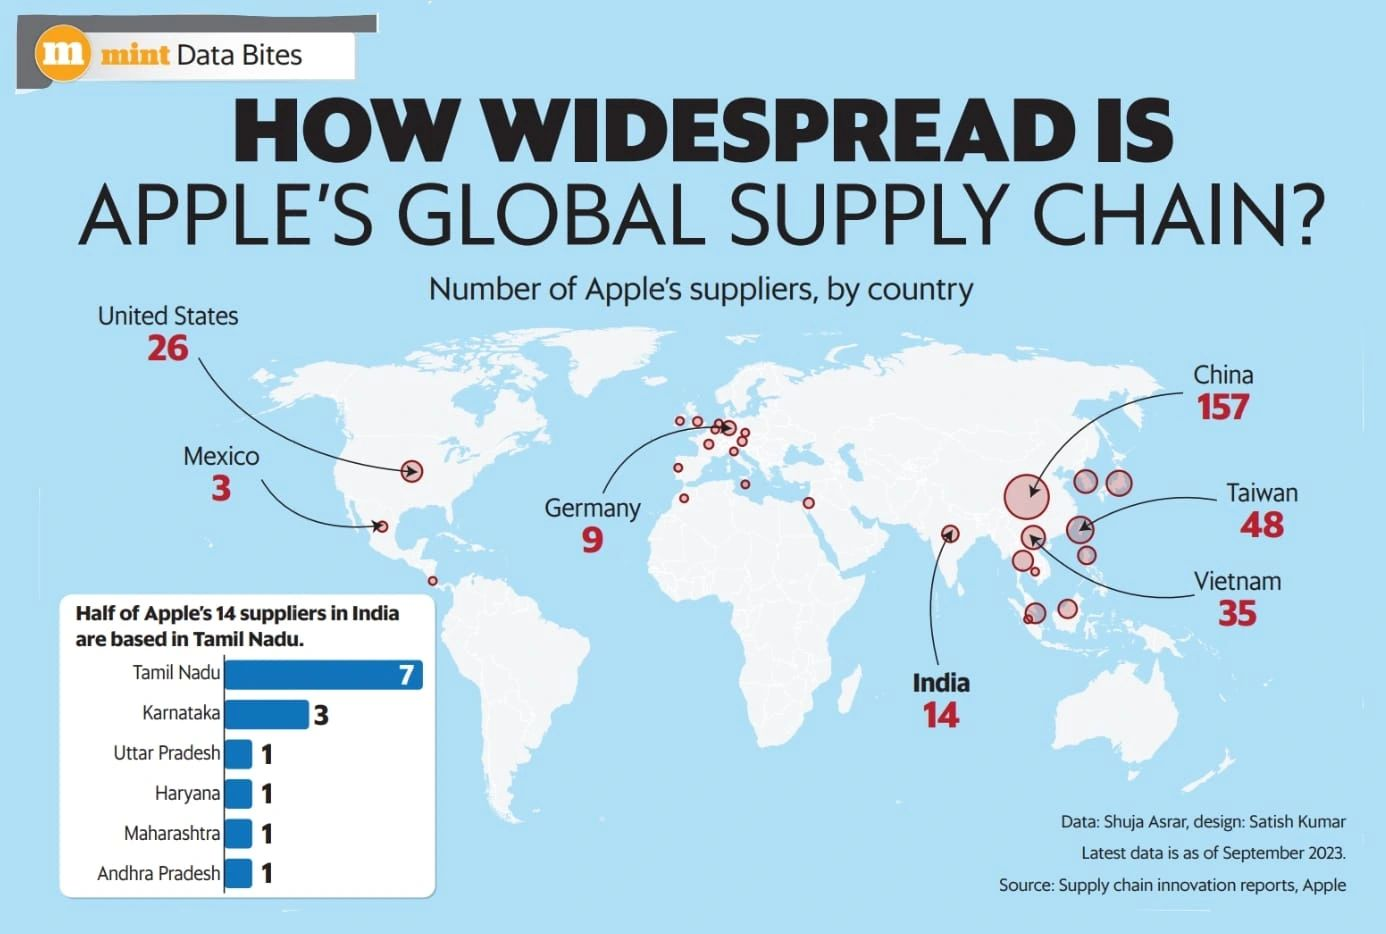 m mint Data Bites
HOW WIDESPREAD IS
APPLE'S GLOBAL SUPPLY CHAIN?
Number of Apple's suppliers, by country
United States
26
Mexico
3
Germany
9
China
157
Taiwan
48
Vietnam
35
India
14
Half of Apple's 14 suppliers in India
are based in Tamil Nadu.
Tamil Nadu 7
Karnataka 3
Uttar Pradesh 1
Haryana 1
Maharashtra 1
Andhra Pradesh 1
Data: Shuja Asrar, design: Satish Kumar
Latest data is as of September 2023.
Source: Supply chain innovation reports, Apple